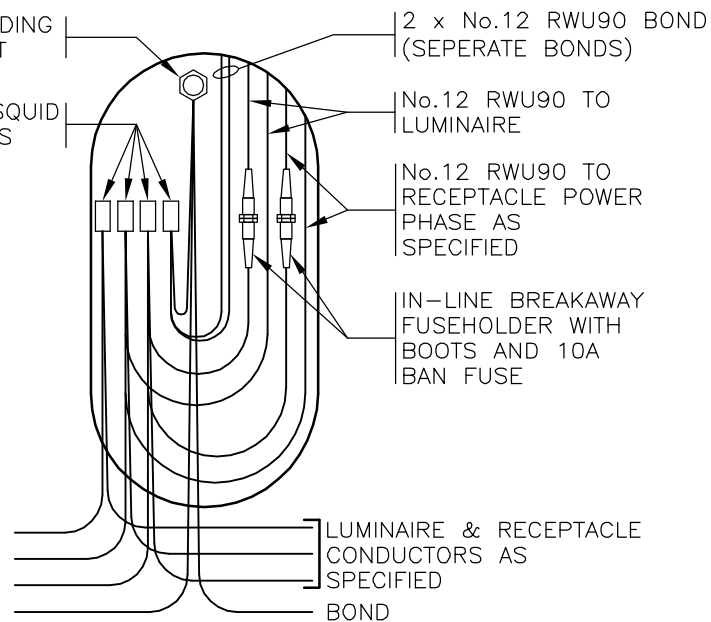 DING
T
SQUID
S
2 x No.12 RWU90 BOND
(SEPERATE BONDS)
No.12 RWU90 TO
LUMINAIRE
No.12 RWU90 TO
RECEPTACLE POWER
PHASE AS
SPECIFIED
IN-LINE BREAKAWAY
FUSEHOLDER WITH
BOOTS AND 10A
BAN FUSE
LUMINAIRE & RECEPTACLE
CONDUCTORS AS
SPECIFIED
BOND